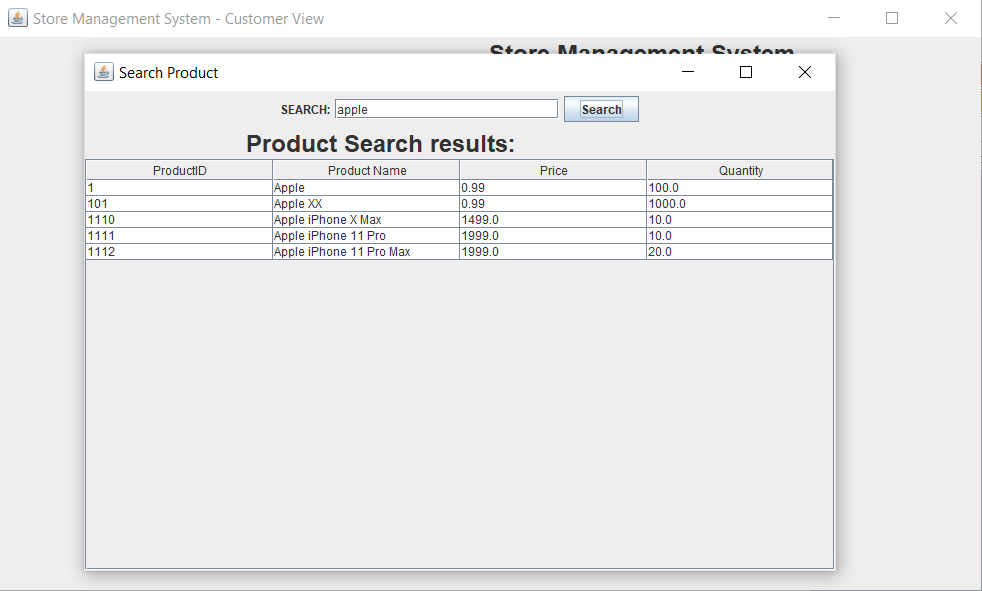 Store Management System - Customer View
Store Management System
Search Product
SEARCH: apple Search
Product Search results:
ProductID Product Name Price Quantity
1 Apple 0.99 100.0
101 Apple XX 0.99 1000.0
1110 Apple iPhone X Max 1499.0 10.0
1111 Apple iPhone 11 Pro 1999.0 10.0
1112 Apple iPhone 11 Pro Max 1999.0 20.0